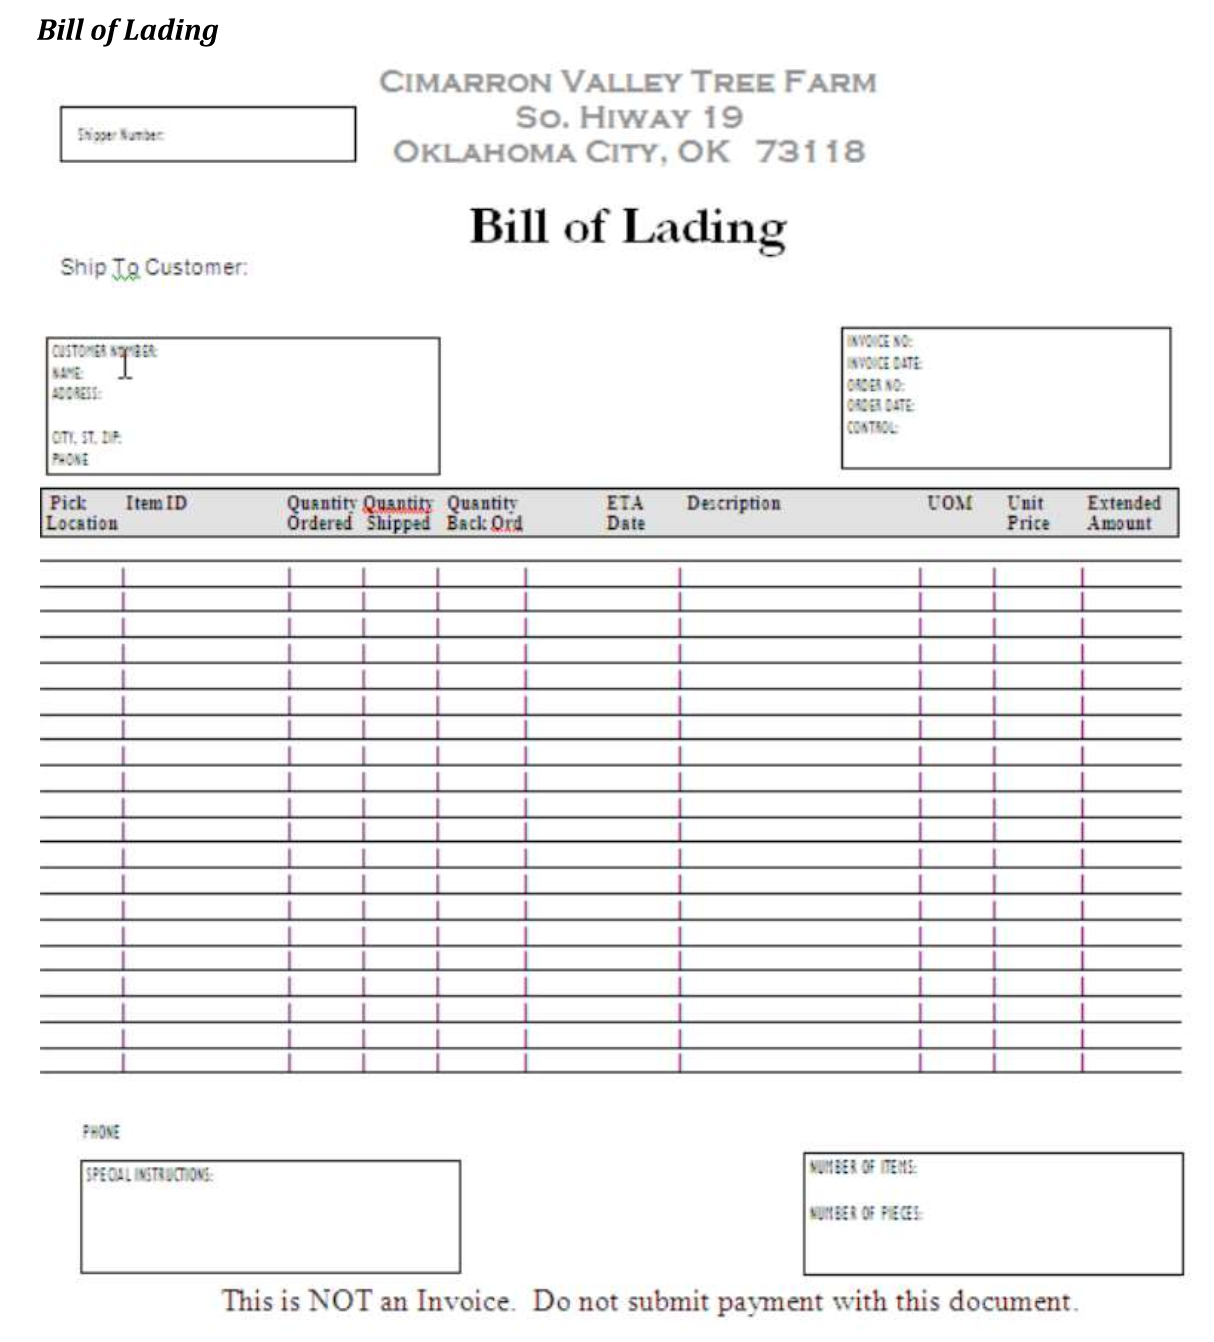 Bill of Lading
CIMARRON VALLEY TREE FARM
SO. HIWAY 19
OKLAHOMA CITY, OK 73118
Shipper Number:
Bill of Lading
Ship To Customer:
CUSTOMER NUMBER:
NAME:
ADDRESS:
CITY, ST, ZIP:
PHONE
INVOICE NO:
INVOICE DATE:
ORDER NO:
ORDER DATE:
CONTROL:
Pick Item ID Quantity Quantity Quantity ETA Description UOM Unit Extended
Location Ordered Shipped Back Ord Date Price Amount
PHONE
SPECIAL INSTRUCTIONS:
NUMBER OF ITEMS:
NUMBER OF PIECES:
This is NOT an Invoice. Do not submit payment with this document.